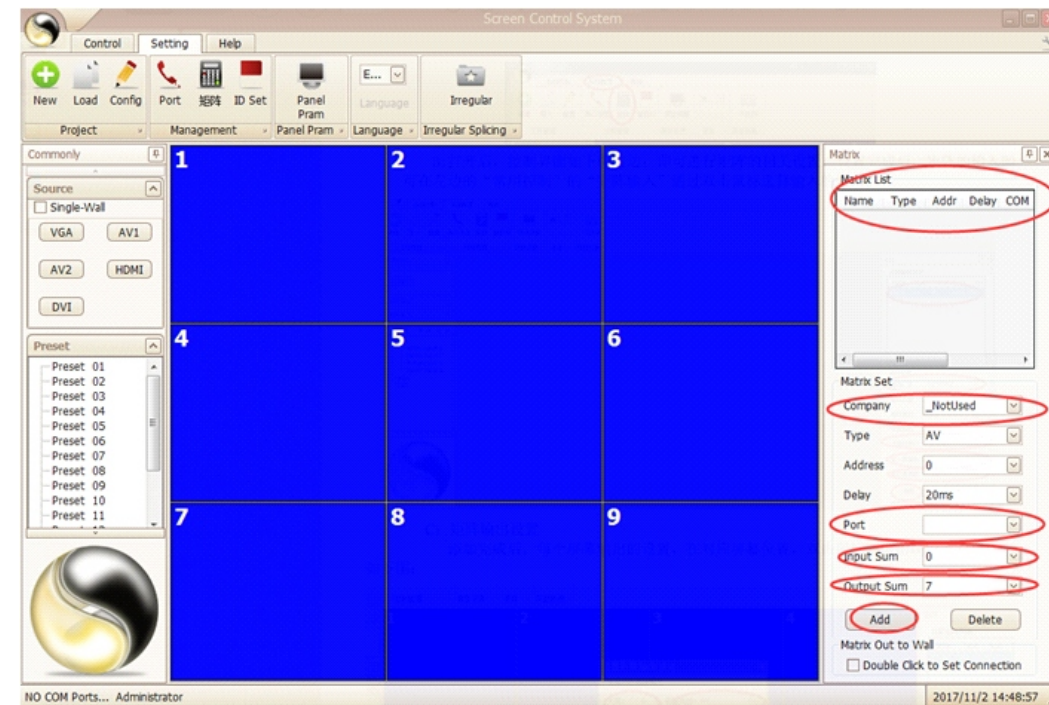 Screen Control System
Control Setting Help
New Load Config Port 矩阵 ID Set Panel Pram E... Language Irregular
Project Management Panel Pram Language Irregular Splicing
Commonly
Source
Single-Wall
VGA AV1
AV2 HDMI
DVI
Preset
Preset 01
Preset 02
Preset 03
Preset 04
Preset 05
Preset 06
Preset 07
Preset 08
Preset 09
Preset 10
Preset 11
1 2 3
4 5 6
7 8 9
Matrix
Matrix List
Name Type Addr Delay COM
Matrix Set
Company _NotUsed
Type AV
Address 0
Delay 20ms
Port
Input Sum 0
Output Sum 7
Add Delete
Matrix Out to Wall
Double Click to Set Connection
NO COM Ports... Administrator 2017/11/2 14:48:57